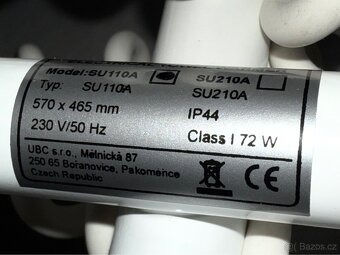 Model:SU110A SU210A
Typ: SU110A SU210A
570 x 465 mm IP44
230 V/50 Hz Class I 72 W
UBC s.r.o., Mělnická 87
250 65 Bořanovice, Pakoměřice
Czech Republic
CE
Bazos.cz